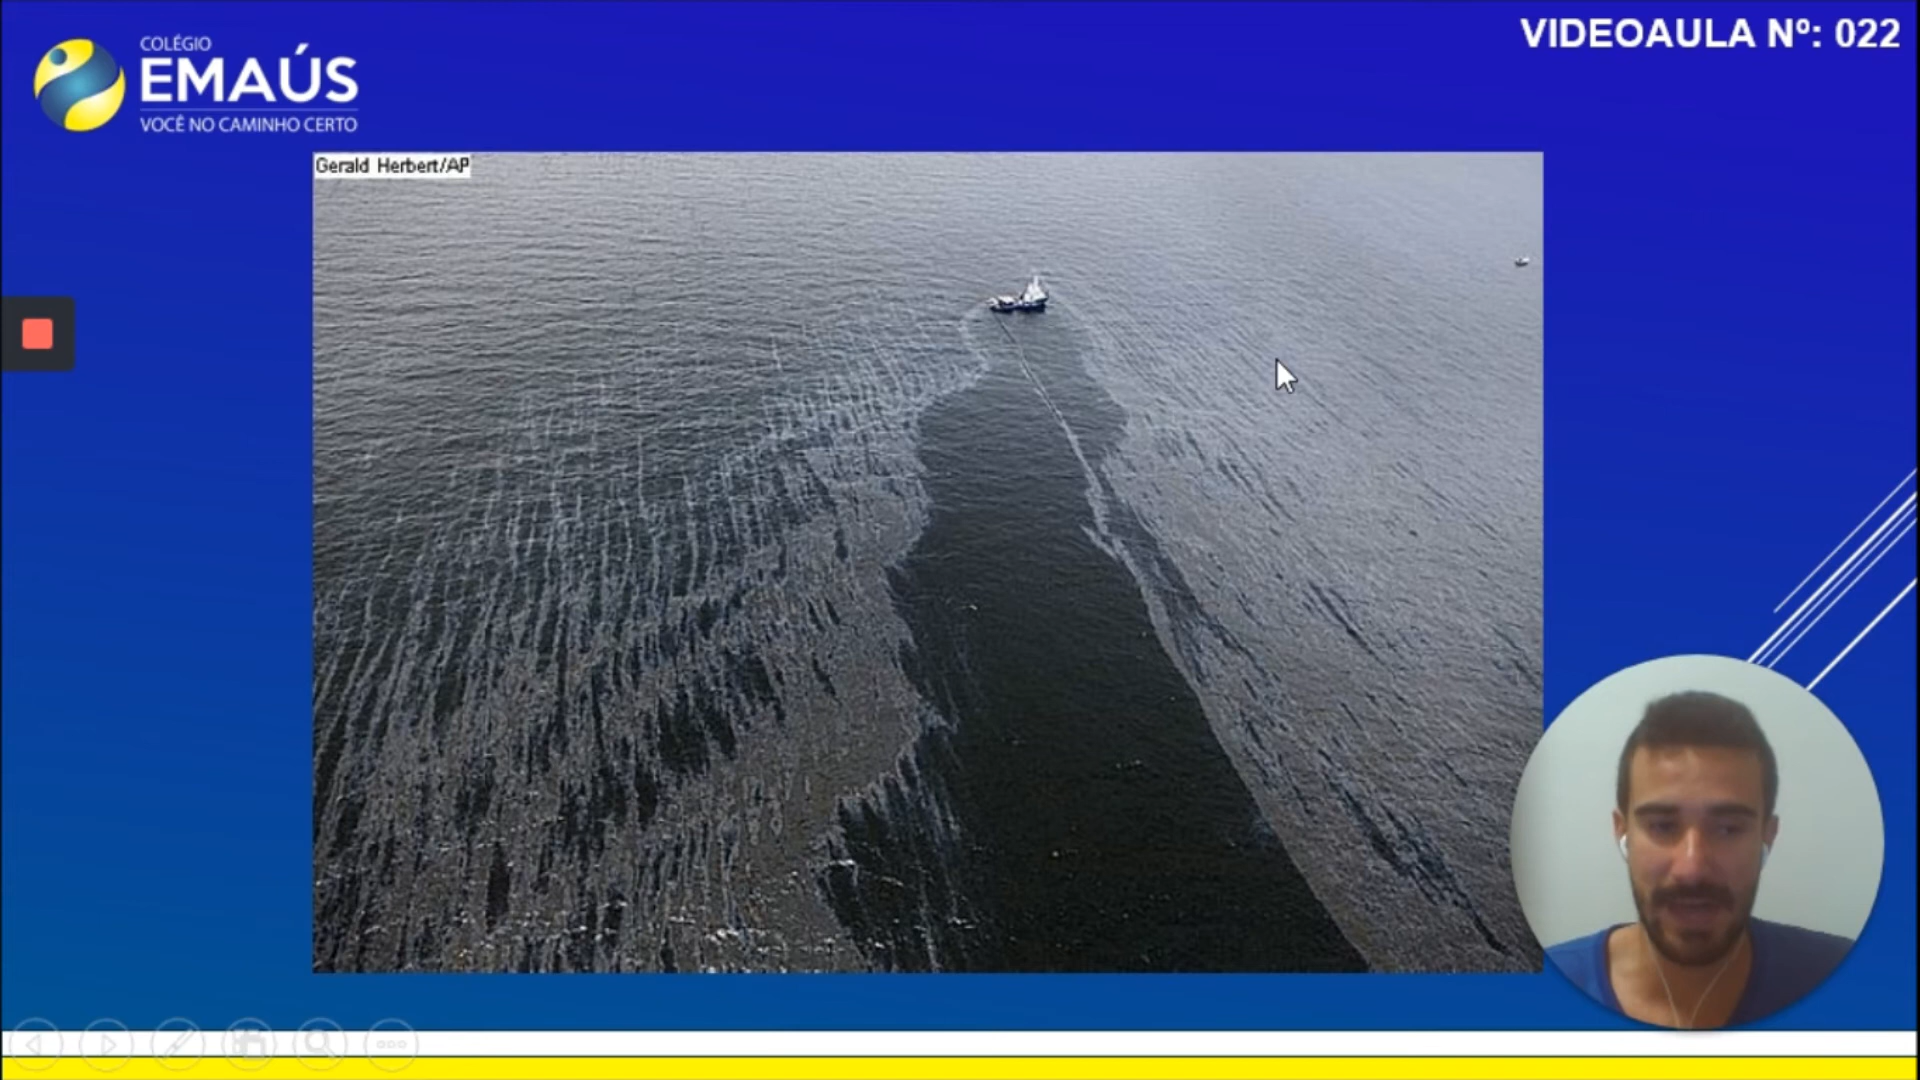 COLÉGIO
EMAÚS
VOCÊ NO CAMINHO CERTO
VIDEOAULA Nº: 022
Gerald Herbert/AP